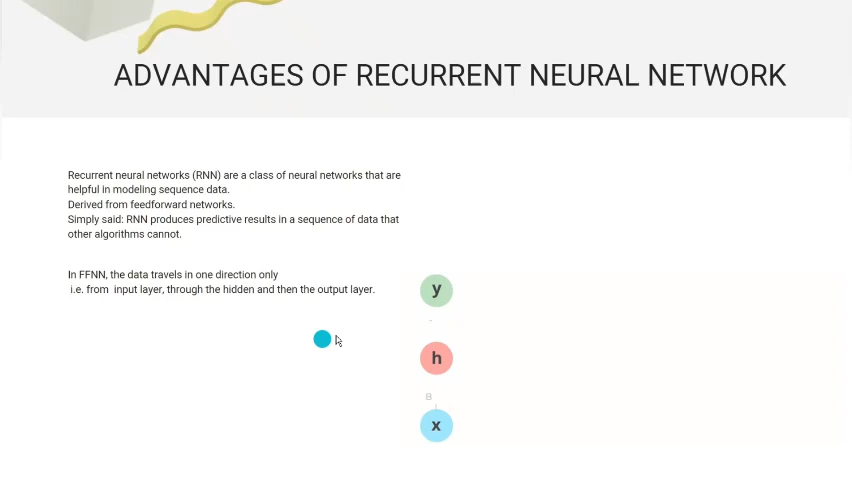 ADVANTAGES OF RECURRENT NEURAL NETWORK
Recurrent neural networks (RNN) are a class of neural networks that are
helpful in modeling sequence data.
Derived from feedforward networks.
Simply said: RNN produces predictive results in a sequence of data that
other algorithms cannot.
In FFNN, the data travels in one direction only
i.e. from input layer, through the hidden and then the output layer.
y
h
B
x